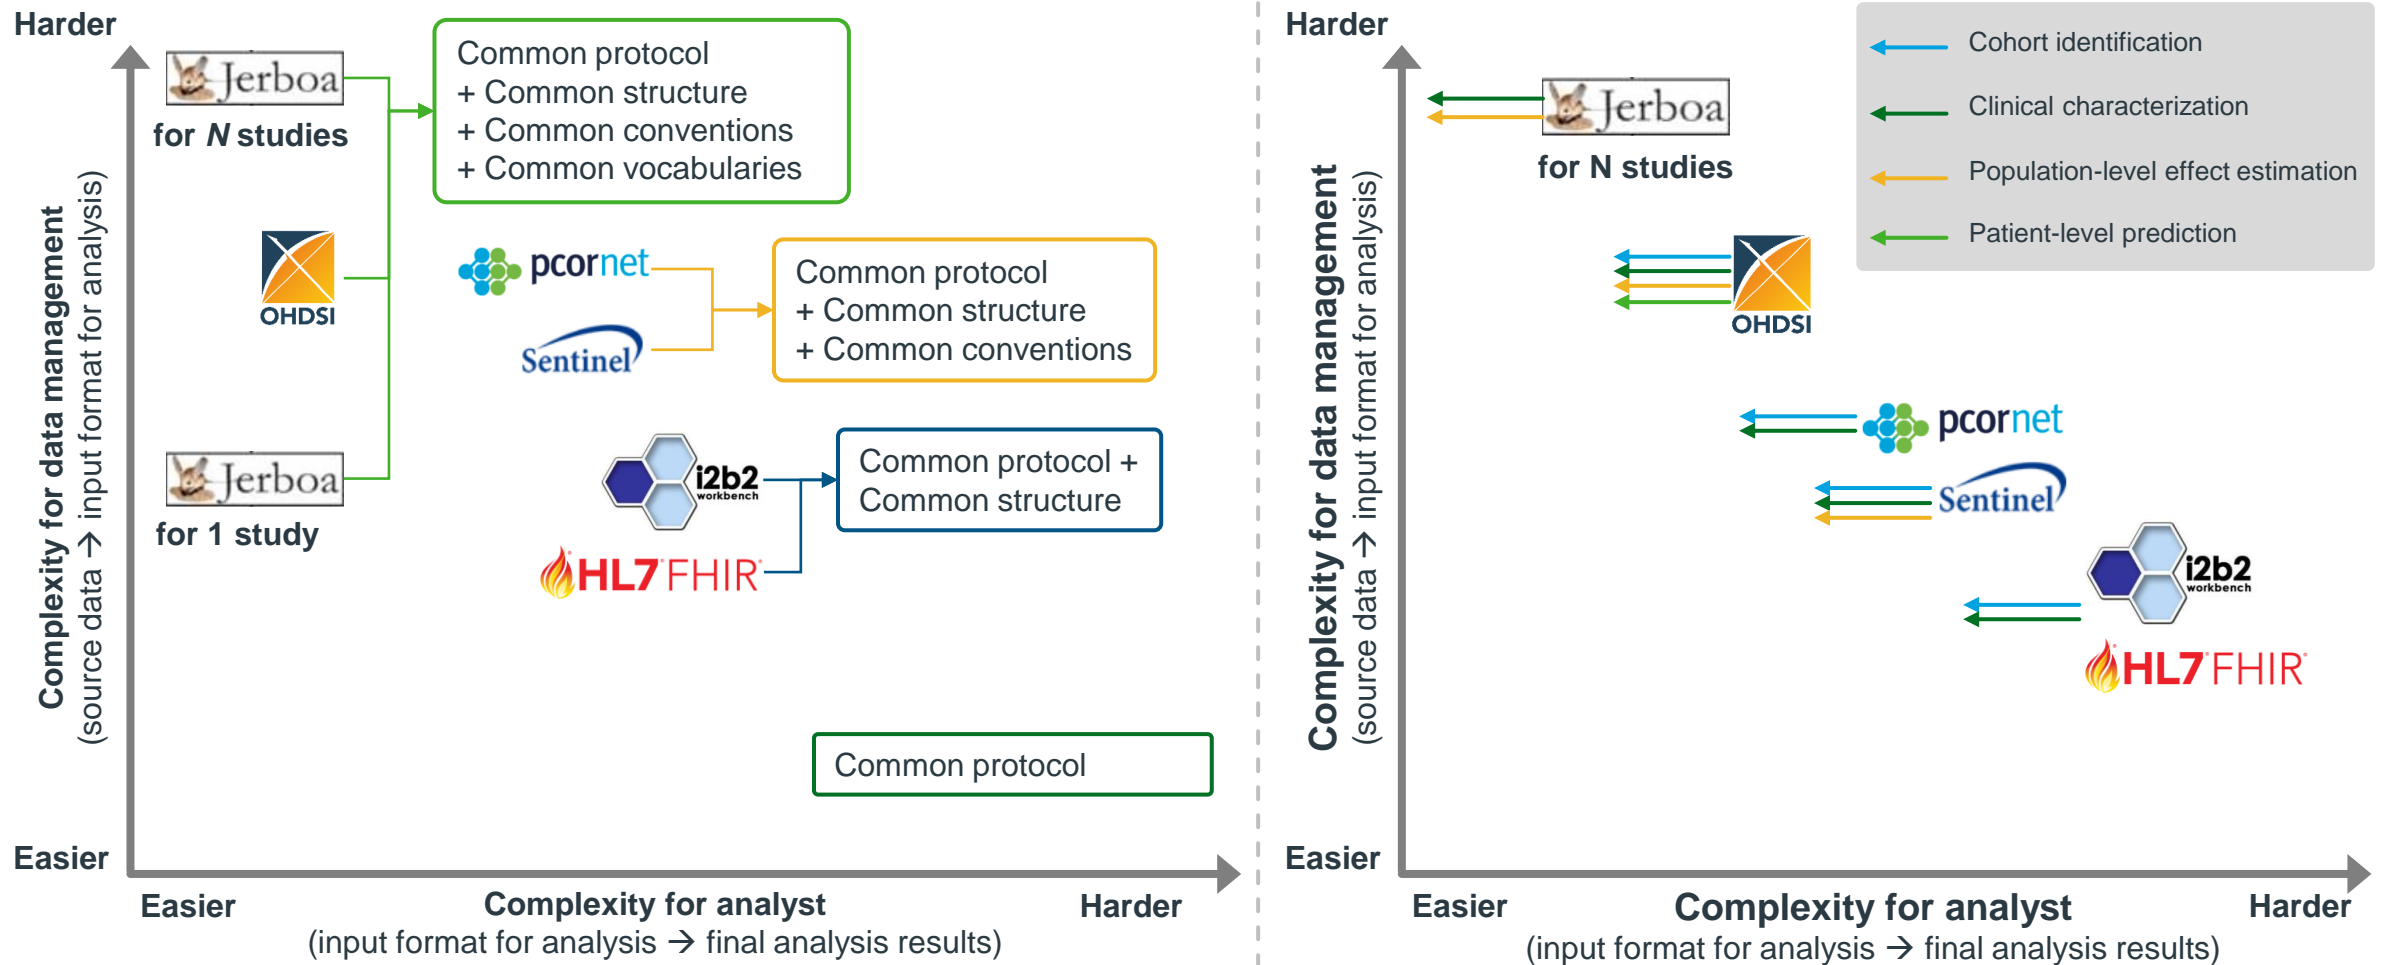 Harder
Jerboa
for N studies
Common protocol
+ Common structure
+ Common conventions
+ Common vocabularies
OHDSI
pcornet
Sentinel
Common protocol
+ Common structure
+ Common conventions
Jerboa
for 1 study
i2b2
workbench
HL7 FHIR
Common protocol +
Common structure
Common protocol
Complexity for data management
(source data → input format for analysis)
Easier
Easier
Complexity for analyst
Harder
(input format for analysis → final analysis results)
Harder
Jerboa
for N studies
Cohort identification
Clinical characterization
Population-level effect estimation
Patient-level prediction
OHDSI
pcornet
Sentinel
i2b2
workbench
HL7 FHIR
Complexity for data management
(source data → input format for analysis)
Easier
Easier
Complexity for analyst
Harder
(input format for analysis → final analysis results)